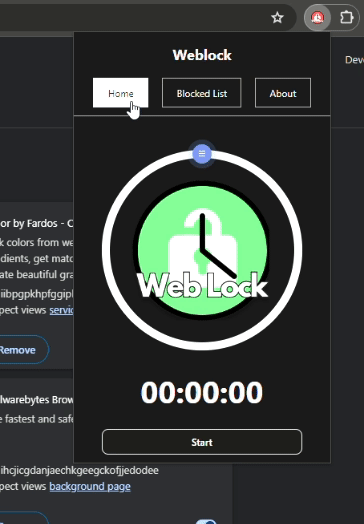 Weblock
Home
Blocked List
About
Dev
or by Fardos - C
k colors from we
dients, get matc
ate beautiful gra
iibpgpkhpfggipl
pect views servic
Remove
Web Lock
00:00:00
Start
lwarebytes Brow
e fastest and safe
ihcjicgdanjaechkgeegckofjjedodee
pect views background page